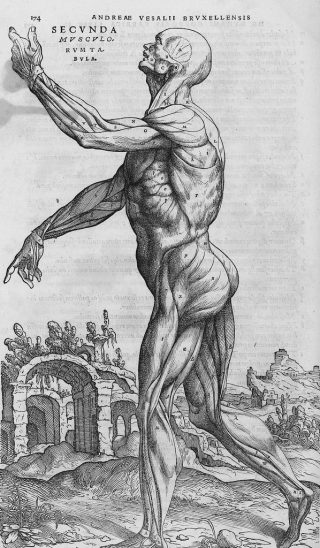 174 ANDREAE VESALII BRVXELLENSIS
SECVNDA
MVSCVLO-
RVM TA-
BVLA.